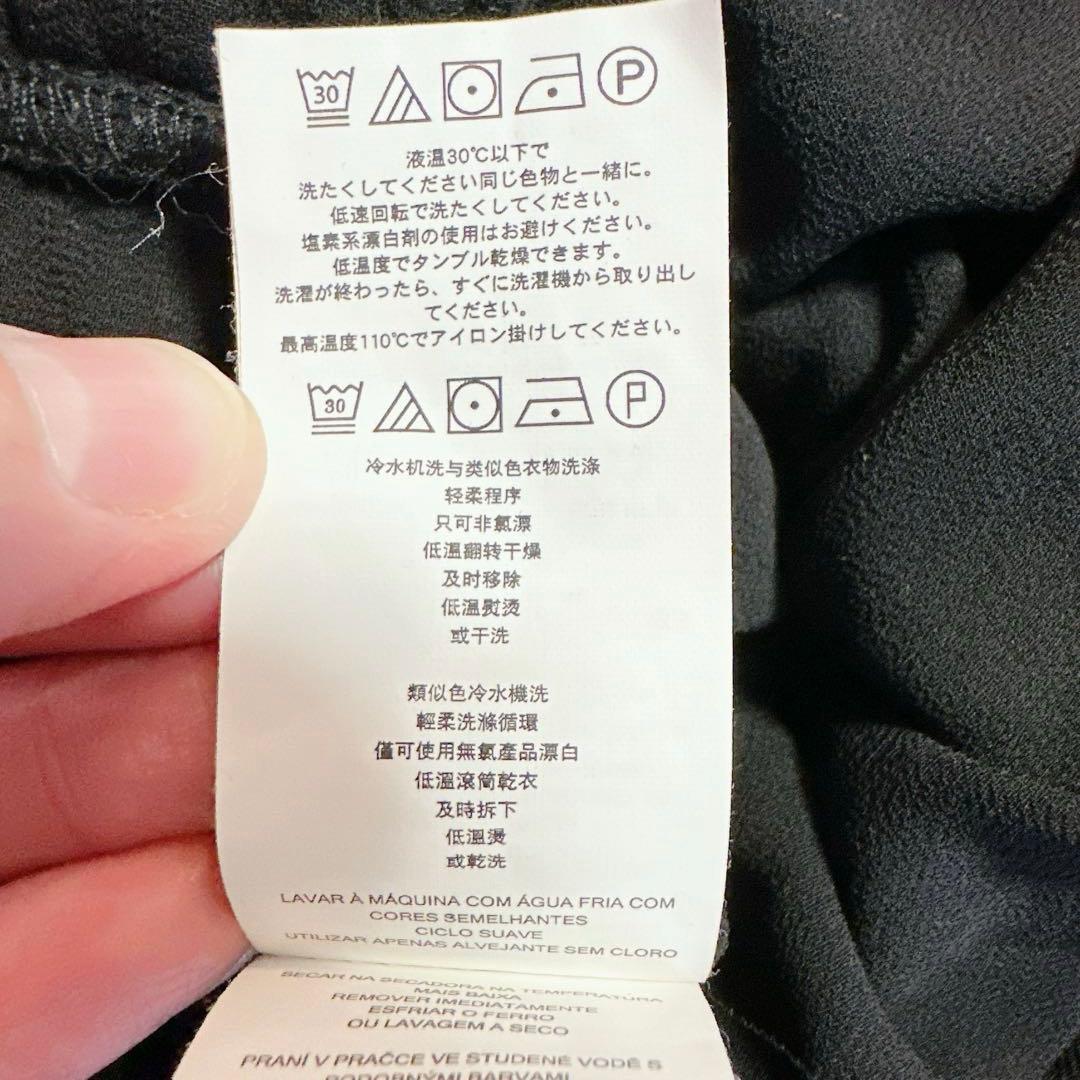 30 P
液温30℃以下で
洗たくしてください同じ色物と一緒に。
低速回転で洗たくしてください。
塩素系漂白剤の使用はお避けください。
低温度でタンブル乾燥できます。
洗濯が終わったら、すぐに洗濯機から取り出し
てください。
最高温度110℃でアイロン掛けしてください。
30 P
冷水机洗与类似色衣物洗涤
轻柔程序
只可非氯漂
低温翻转干燥
及时移除
低温熨烫
或干洗
類似色冷水機洗
輕柔洗滌循環
僅可使用無氯產品漂白
低溫滾筒乾衣
及時拆下
低溫燙
或乾洗
LAVAR À MÁQUINA COM ÁGUA FRIA COM
CORES SEMELHANTES
CICLO SUAVE
UTILIZAR APENAS ALVEJANTE SEM CLORO
SECAR NA SECADORA NA TEMPERATURA
MAIS BAIXA
REMOVER IMEDIATAMENTE
ESFRIAR O FERRO
OU LAVAGEM A SECO
PRANÍ V PRAČCE VE STUDENÉ VODĚ S
PODOBNÝMI BARVAMI